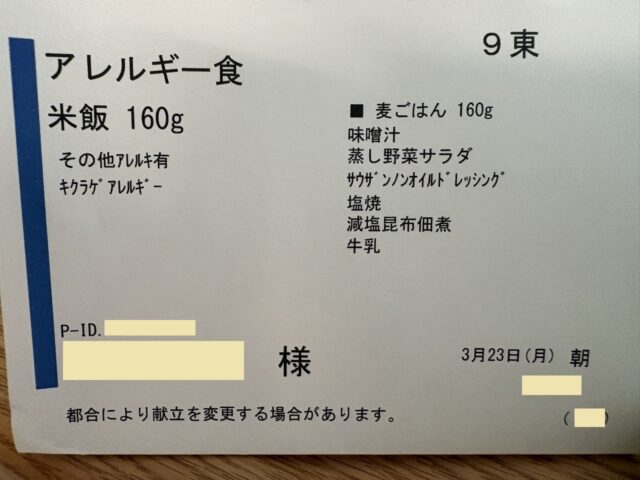 ９東
アレルギー食
米飯 160g
その他ｱﾚﾙｷ有
ｷｸﾗｹﾞｱﾚﾙｷﾞｰ
■ 麦ごはん 160g
味噌汁
蒸し野菜サラダ
ｻｳｻﾞﾝﾉﾝｵｲﾙﾄﾞﾚｯｼﾝｸﾞ
塩焼
減塩昆布佃煮
牛乳
P-ID.
様
3月23日(月) 朝
( )
都合により献立を変更する場合があります。